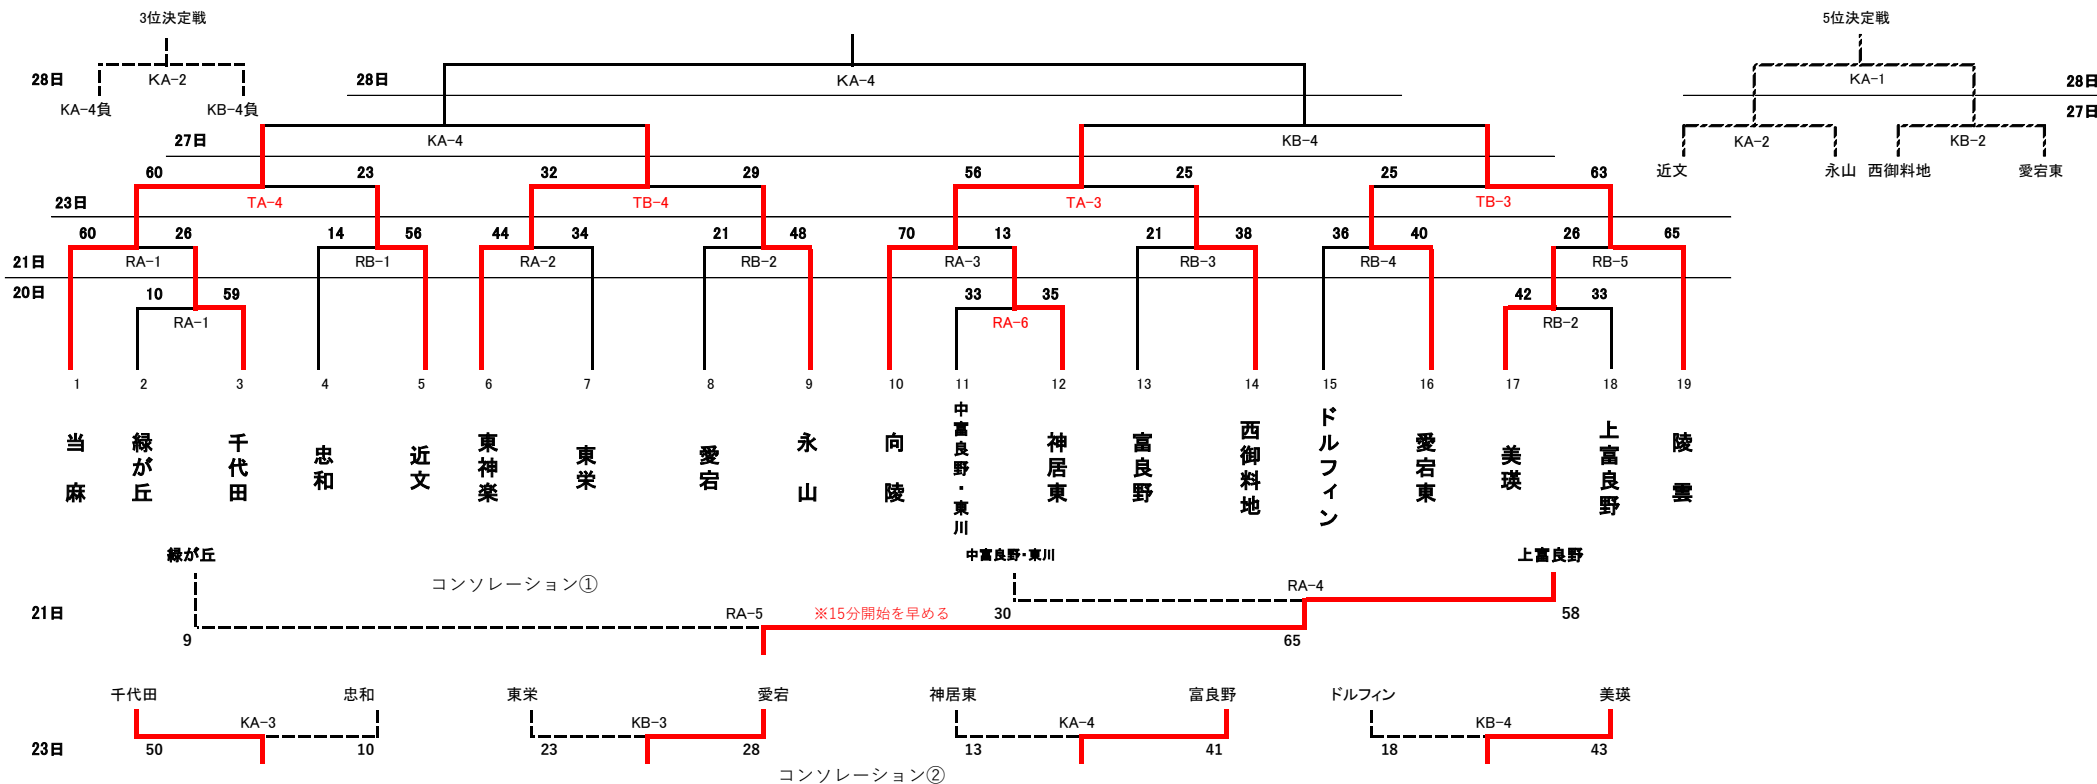 3位決定戦
5位決定戦
28日 KA-2 28日 KA-4 KA-1 28日
KA-4負 KB-4負 27日
27日 KA-4 KB-4 KA-2 KB-2
近文 永山 西御料地 愛宕東
60 23 32 29 56 25 25 63
23日 TA-4 TB-4 TA-3 TB-3
60 26 14 56 44 34 21 48 70 13 21 38 36 40 26 65
21日 RA-1 RB-1 RA-2 RB-2 RA-3 RB-3 RB-4 RB-5
20日 10 59 33 35 42 33
RA-1 RA-6 RB-2
1 2 3 4 5 6 7 8 9 10 11 12 13 14 15 16 17 18 19
当麻
緑が丘
千代田
忠和
近文
東神楽
東栄
愛宕
永山
向陵
中富良野・東川
神居東
富良野
西御料地
ドルフィン
愛宕東
美瑛
上富良野
陵雲
緑が丘 中富良野・東川 上富良野
コンソレーション① RA-4
21日 RA-5 ※15分開始を早める 30 58
9 65
千代田 忠和 東栄 愛宕 神居東 富良野 ドルフィン 美瑛
KA-3 KB-3 KA-4 KB-4
23日 50 10 23 28 13 41 18 43
コンソレーション②